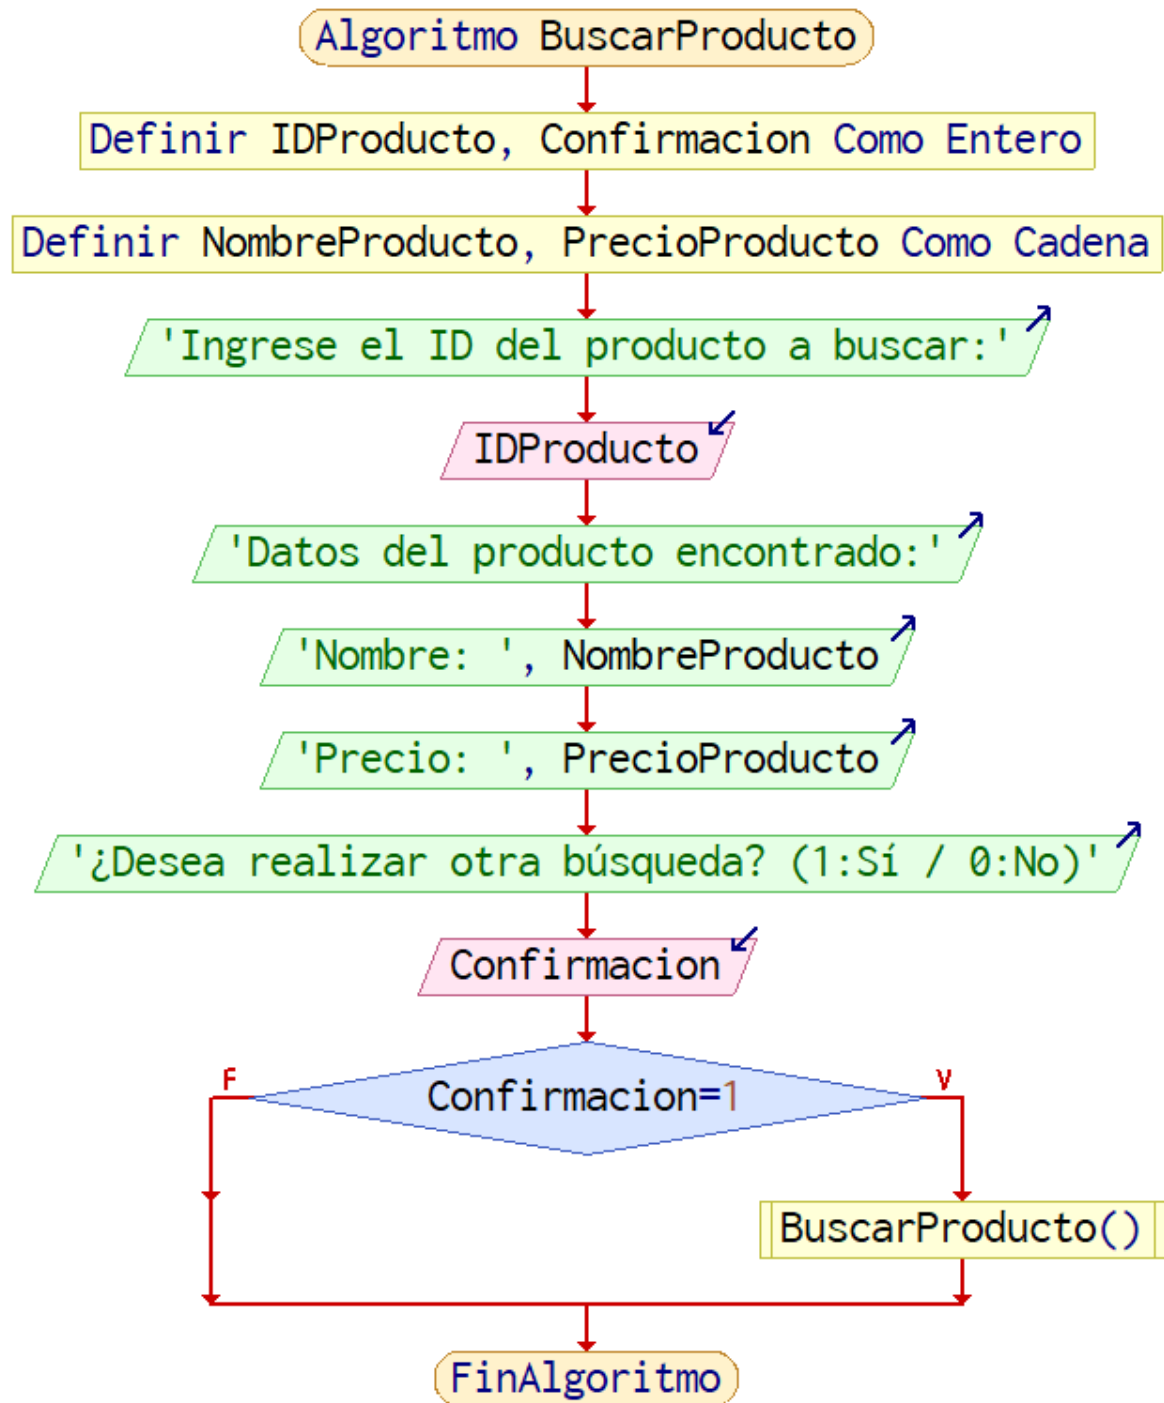 Algoritmo BuscarProducto
Definir IDProducto, Confirmacion Como Entero
Definir NombreProducto, PrecioProducto Como Cadena
'Ingrese el ID del producto a buscar:'
IDProducto
'Datos del producto encontrado:'
'Nombre: ', NombreProducto
'Precio: ', PrecioProducto
'¿Desea realizar otra búsqueda? (1:Sí / 0:No)'
Confirmacion
F
V
Confirmacion=1
BuscarProducto()
FinAlgoritmo